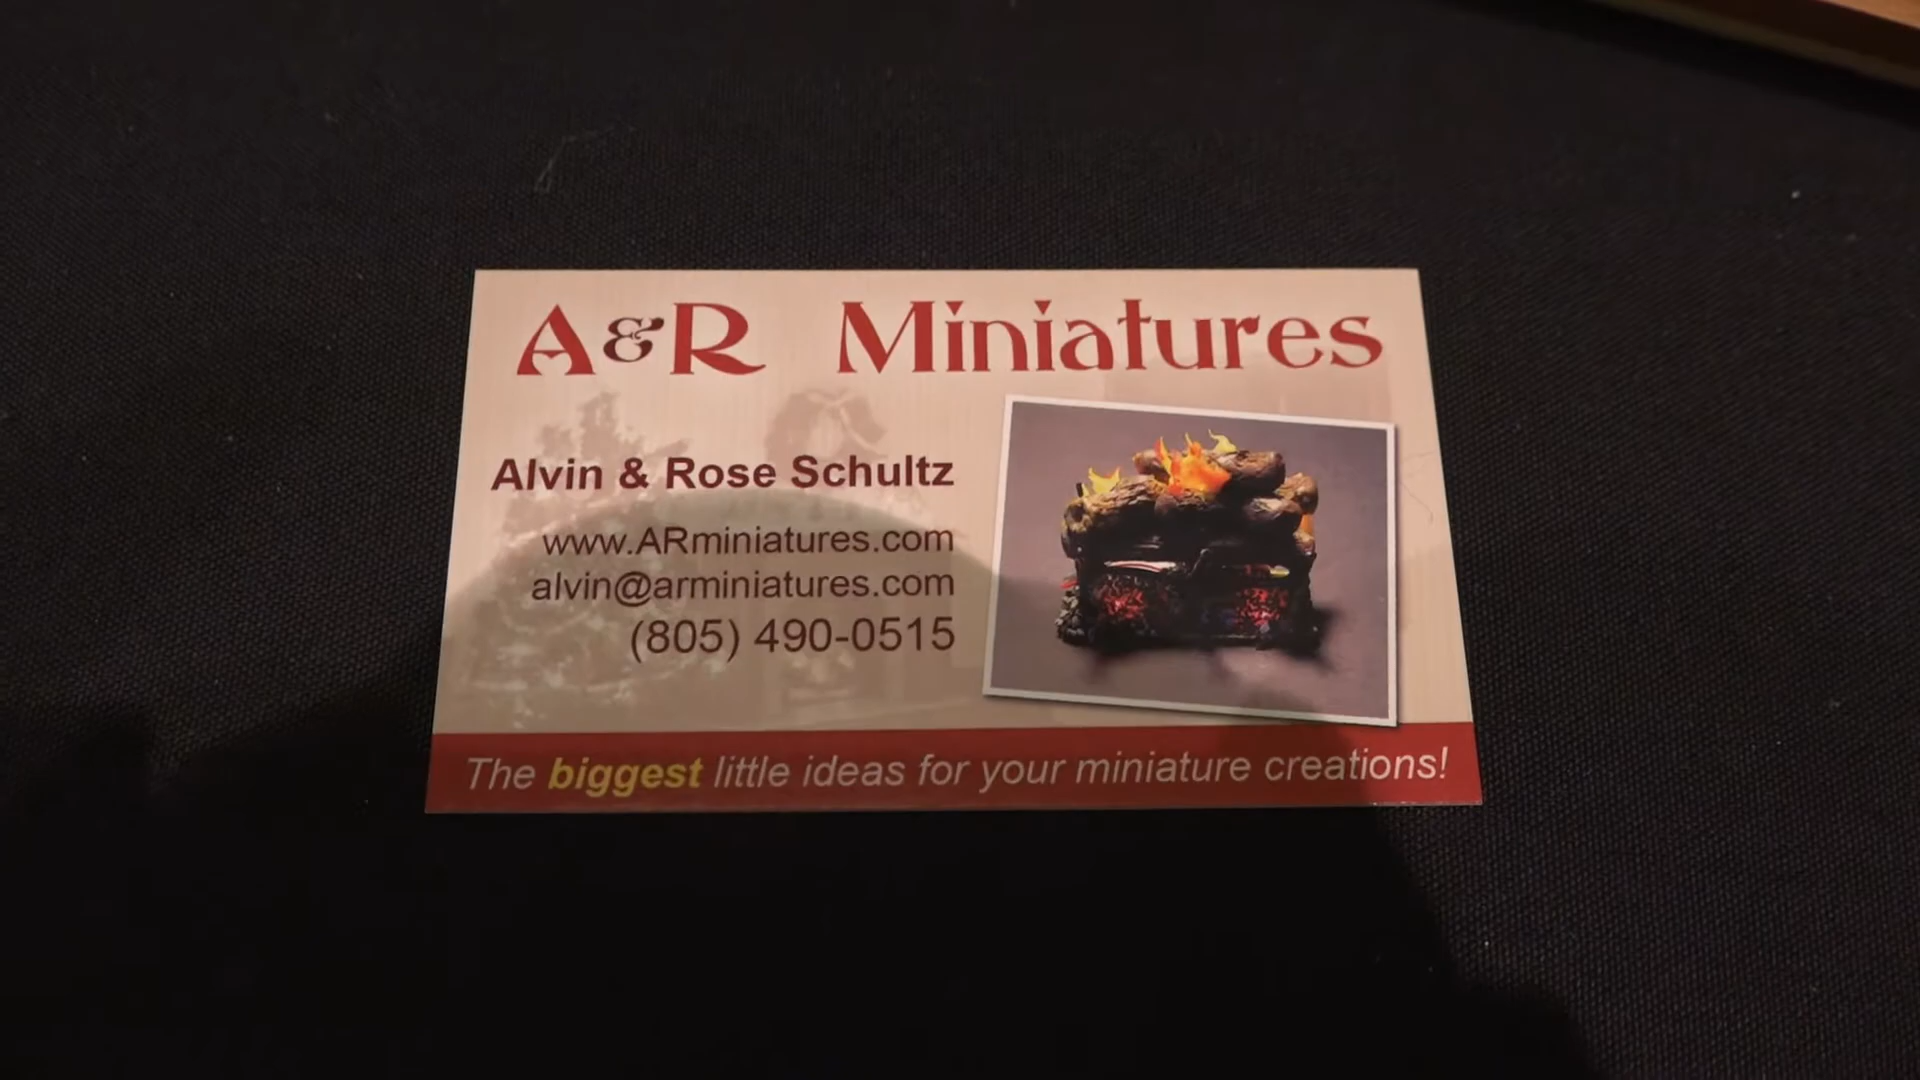 A&R Miniatures
Alvin & Rose Schultz
www.ARminiatures.com
alvin@arminiatures.com
(805) 490-0515
The biggest little ideas for your miniature creations!